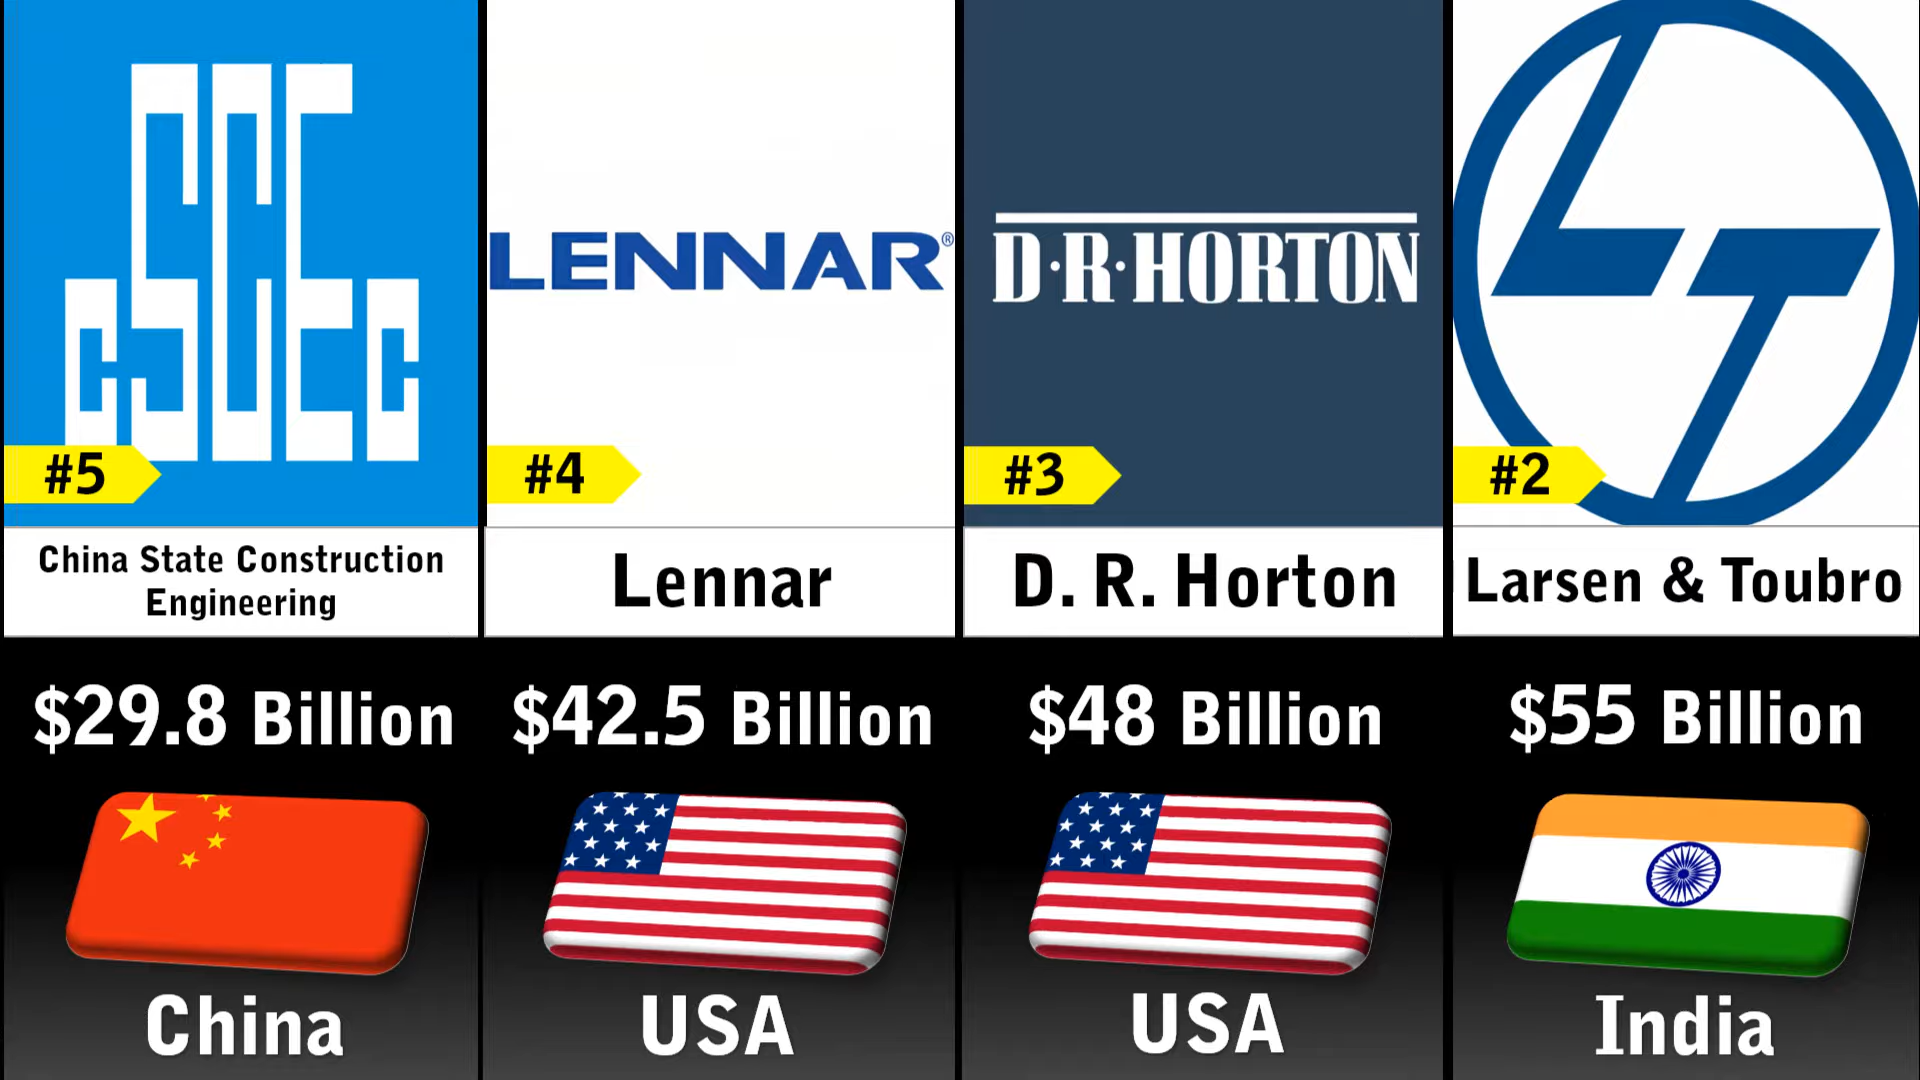 CSCEC
#5
China State Construction
Engineering
$29.8 Billion
China
LENNAR®
#4
Lennar
$42.5 Billion
USA
D·R·HORTON
#3
D. R. Horton
$48 Billion
USA
LT
#2
Larsen & Toubro
$55 Billion
India